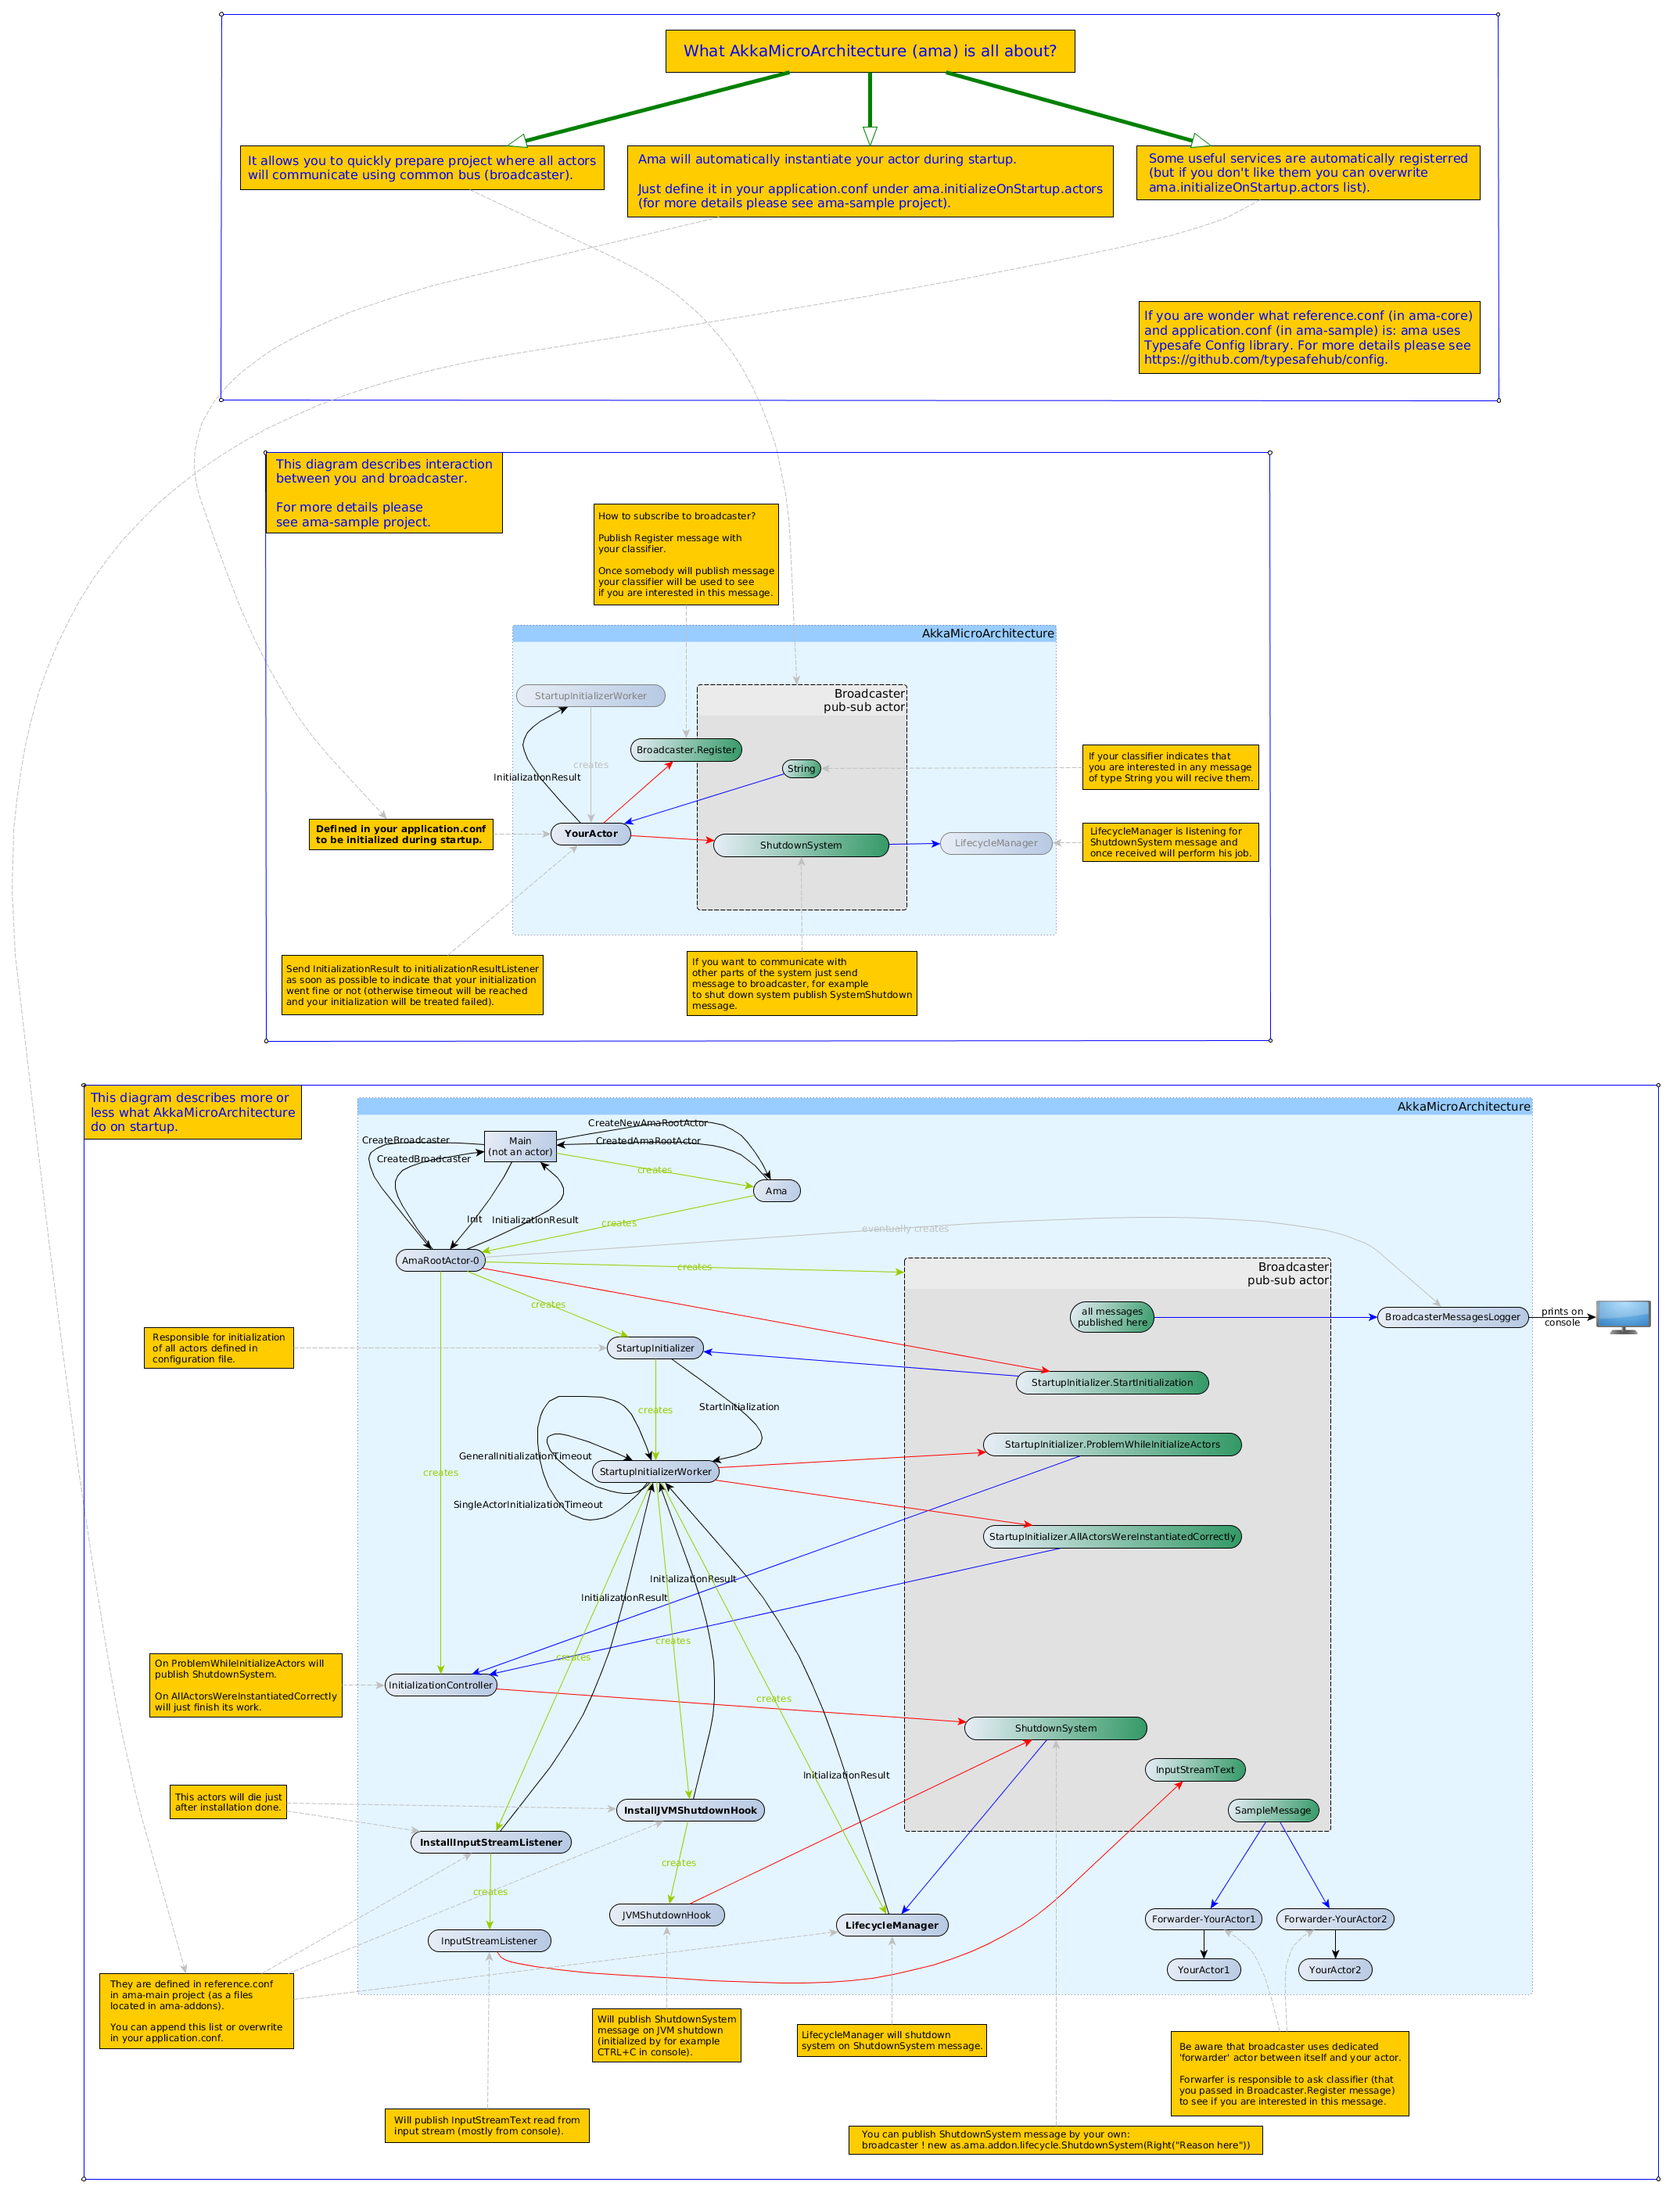 What AkkaMicroArchitecture (ama) is all about?
It allows you to quickly prepare project where all actors
will communicate using common bus (broadcaster).
Ama will automatically instantiate your actor during startup.
Just define it in your application.conf under ama.initializeOnStartup.actors
(for more details please see ama-sample project).
Some useful services are automatically registerred
(but if you don't like them you can overwrite
ama.initializeOnStartup.actors list).
If you are wonder what reference.conf (in ama-core)
and application.conf (in ama-sample) is: ama uses
Typesafe Config library. For more details please see
https://github.com/typesafehub/config.
This diagram describes interaction
between you and broadcaster.
For more details please
see ama-sample project.
How to subscribe to broadcaster?
Publish Register message with
your classifier.
Once somebody will publish message
your classifier will be used to see
if you are interested in this message.
AkkaMicroArchitecture
StartupInitializerWorker
Broadcaster
pub-sub actor
Broadcaster.Register
String
creates
InitializationResult
If your classifier indicates that
you are interested in any message
of type String you will recive them.
Defined in your application.conf
to be initialized during startup.
YourActor
ShutdownSystem
LifecycleManager
LifecycleManager is listening for
ShutdownSystem message and
once received will perform his job.
Send InitializationResult to initializationResultListener
as soon as possible to indicate that your initialization
went fine or not (otherwise timeout will be reached
and your initialization will be treated failed).
If you want to communicate with
other parts of the system just send
message to broadcaster, for example
to shut down system publish SystemShutdown
message.
This diagram describes more or
less what AkkaMicroArchitecture
do on startup.
AkkaMicroArchitecture
CreateNewAmaRootActor
CreateBroadcaster
Main
(not an actor)
CreatedAmaRootActor
CreatedBroadcaster
creates
Ama
Init
InitializationResult
creates
eventually creates
AmaRootActor-0
creates
Broadcaster
pub-sub actor
creates
all messages
published here
BroadcasterMessagesLogger
prints on
console
Responsible for initialization
of all actors defined in
configuration file.
StartupInitializer
StartupInitializer.StartInitialization
creates
StartInitialization
GeneralInitializationTimeout
StartupInitializer.ProblemWhileInitializeActors
creates
StartupInitializerWorker
SingleActorInitializationTimeout
StartupInitializer.AllActorsWereInstantiatedCorrectly
InitializationResult
InitializationResult
creates
creates
On ProblemWhileInitializeActors will
publish ShutdownSystem.
On AllActorsWereInstantiatedCorrectly
will just finish its work.
InitializationController
creates
ShutdownSystem
InitializationResult
InputStreamText
This actors will die just
after installation done.
InstallJVMShutdownHook
SampleMessage
InstallInputStreamListener
creates
creates
JVMShutdownHook
LifecycleManager
Forwarder-YourActor1
Forwarder-YourActor2
InputStreamListener
YourActor1
YourActor2
They are defined in reference.conf
in ama-main project (as a files
located in ama-addons).
You can append this list or overwrite
in your application.conf.
Will publish ShutdownSystem
message on JVM shutdown
(initialized by for example
CTRL+C in console).
LifecycleManager will shutdown
system on ShutdownSystem message.
Be aware that broadcaster uses dedicated
'forwarder' actor between itself and your actor.
Forwarfer is responsible to ask classifier (that
you passed in Broadcaster.Register message)
to see if you are interested in this message.
Will publish InputStreamText read from
input stream (mostly from console).
You can publish ShutdownSystem message by your own:
broadcaster ! new as.ama.addon.lifecycle.ShutdownSystem(Right("Reason here"))